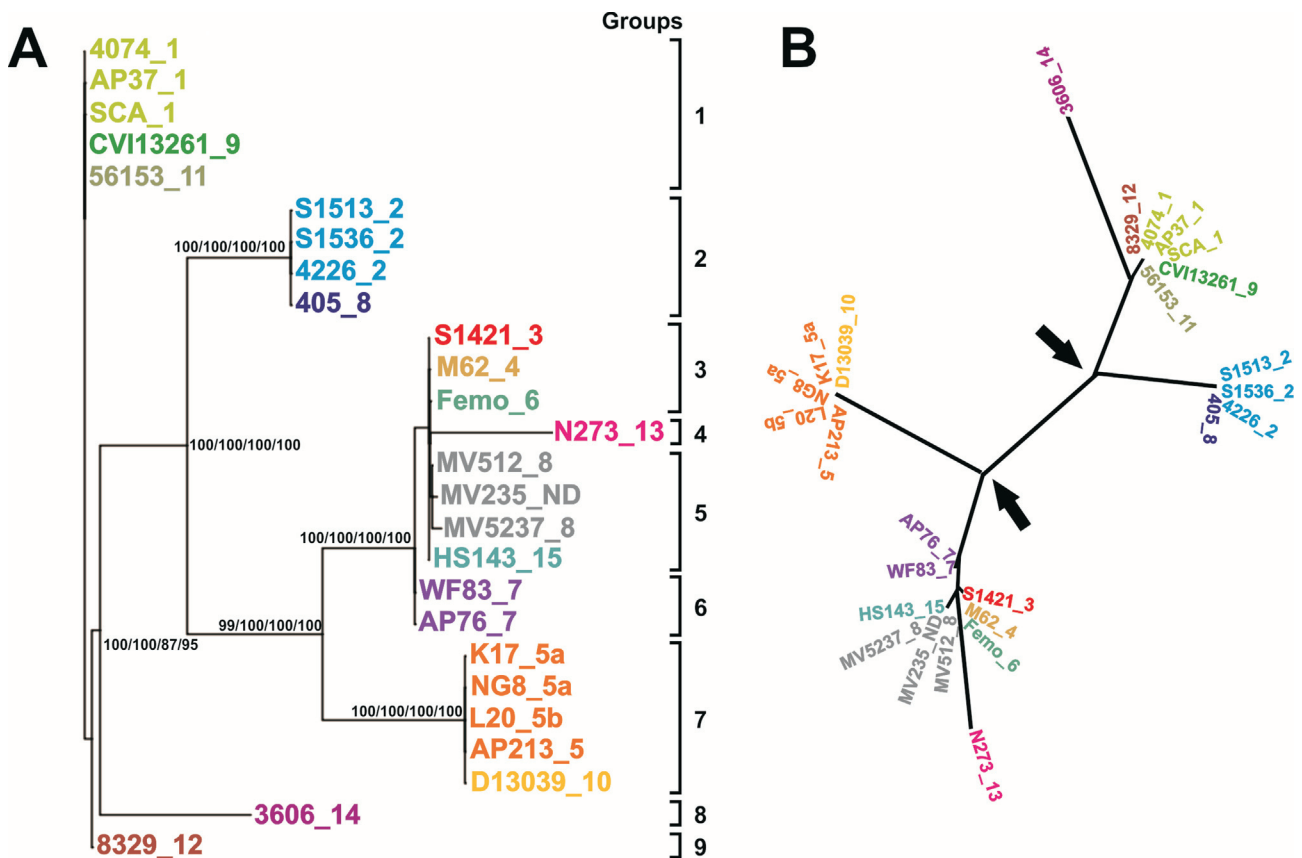 A
Groups
B
4074_1
AP37_1
SCA_1
CVI13261_9
56153_11
1
S1513_2
S1536_2
4226_2
405_8
100/100/100/100
2
S1421_3
M62_4
Femo_6
3
N273_13
4
MV512_8
MV235_ND
MV5237_8
HS143_15
5
100/100/100/100
100/100/100/100
WF83_7
AP76_7
6
99/100/100/100
100/100/87/95
K17_5a
NG8_5a
L20_5b
AP213_5
D13039_10
100/100/100/100
7
3606_14
8
8329_12
9
3606_14
8329_12
4074_1
AP37_1
SCA_1
CVI13261_9
56153_11
S1513_2
S1536_2
4226_2
405_8
D13039_10
K17_5a
NG8_5a
L20_5b
AP213_5
AP76_7
WF83_7
HS143_15
S1421_3
M62_4
Femo_6
MV5237_8
MV235_ND
MV512_8
N273_13